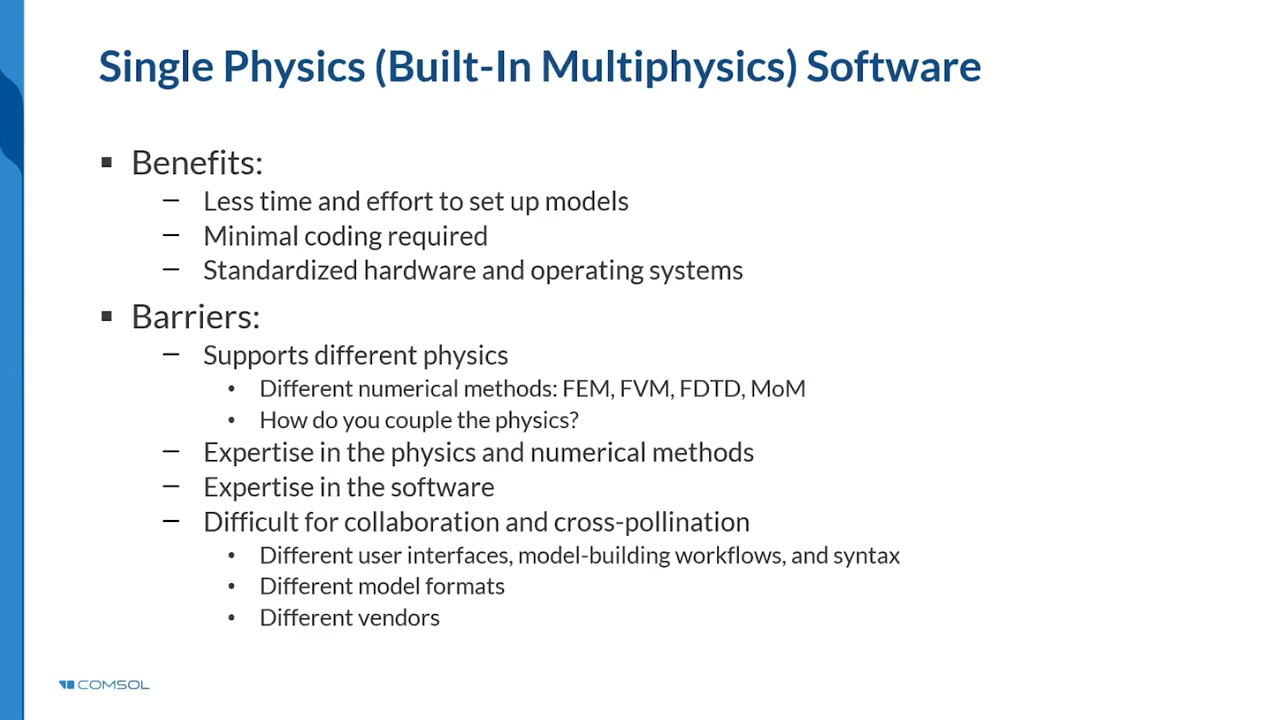 Single Physics (Built-In Multiphysics) Software
▪ Benefits:
– Less time and effort to set up models
– Minimal coding required
– Standardized hardware and operating systems
▪ Barriers:
– Supports different physics
• Different numerical methods: FEM, FVM, FDTD, MoM
• How do you couple the physics?
– Expertise in the physics and numerical methods
– Expertise in the software
– Difficult for collaboration and cross-pollination
• Different user interfaces, model-building workflows, and syntax
• Different model formats
• Different vendors
COMSOL